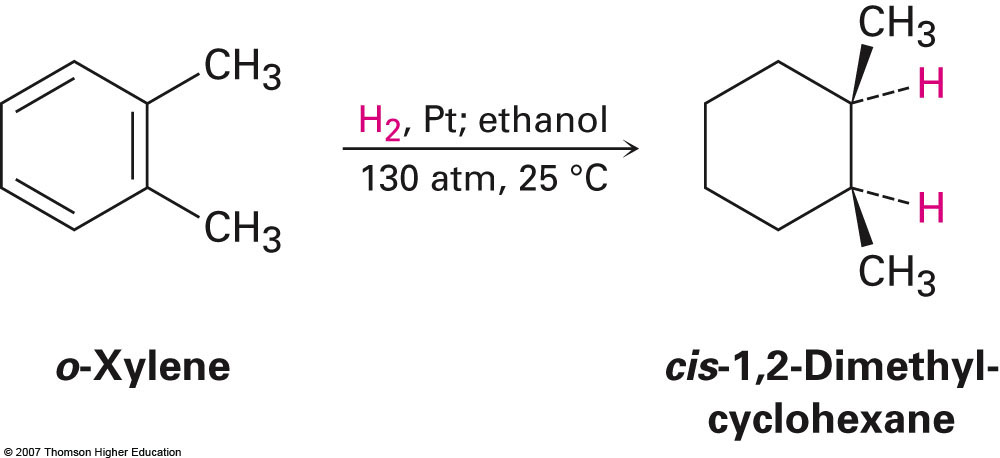 CH3
CH3
H2, Pt; ethanol
130 atm, 25 °C
CH3
H
H
CH3
o-Xylene
cis-1,2-Dimethyl-
cyclohexane
© 2007 Thomson Higher Education